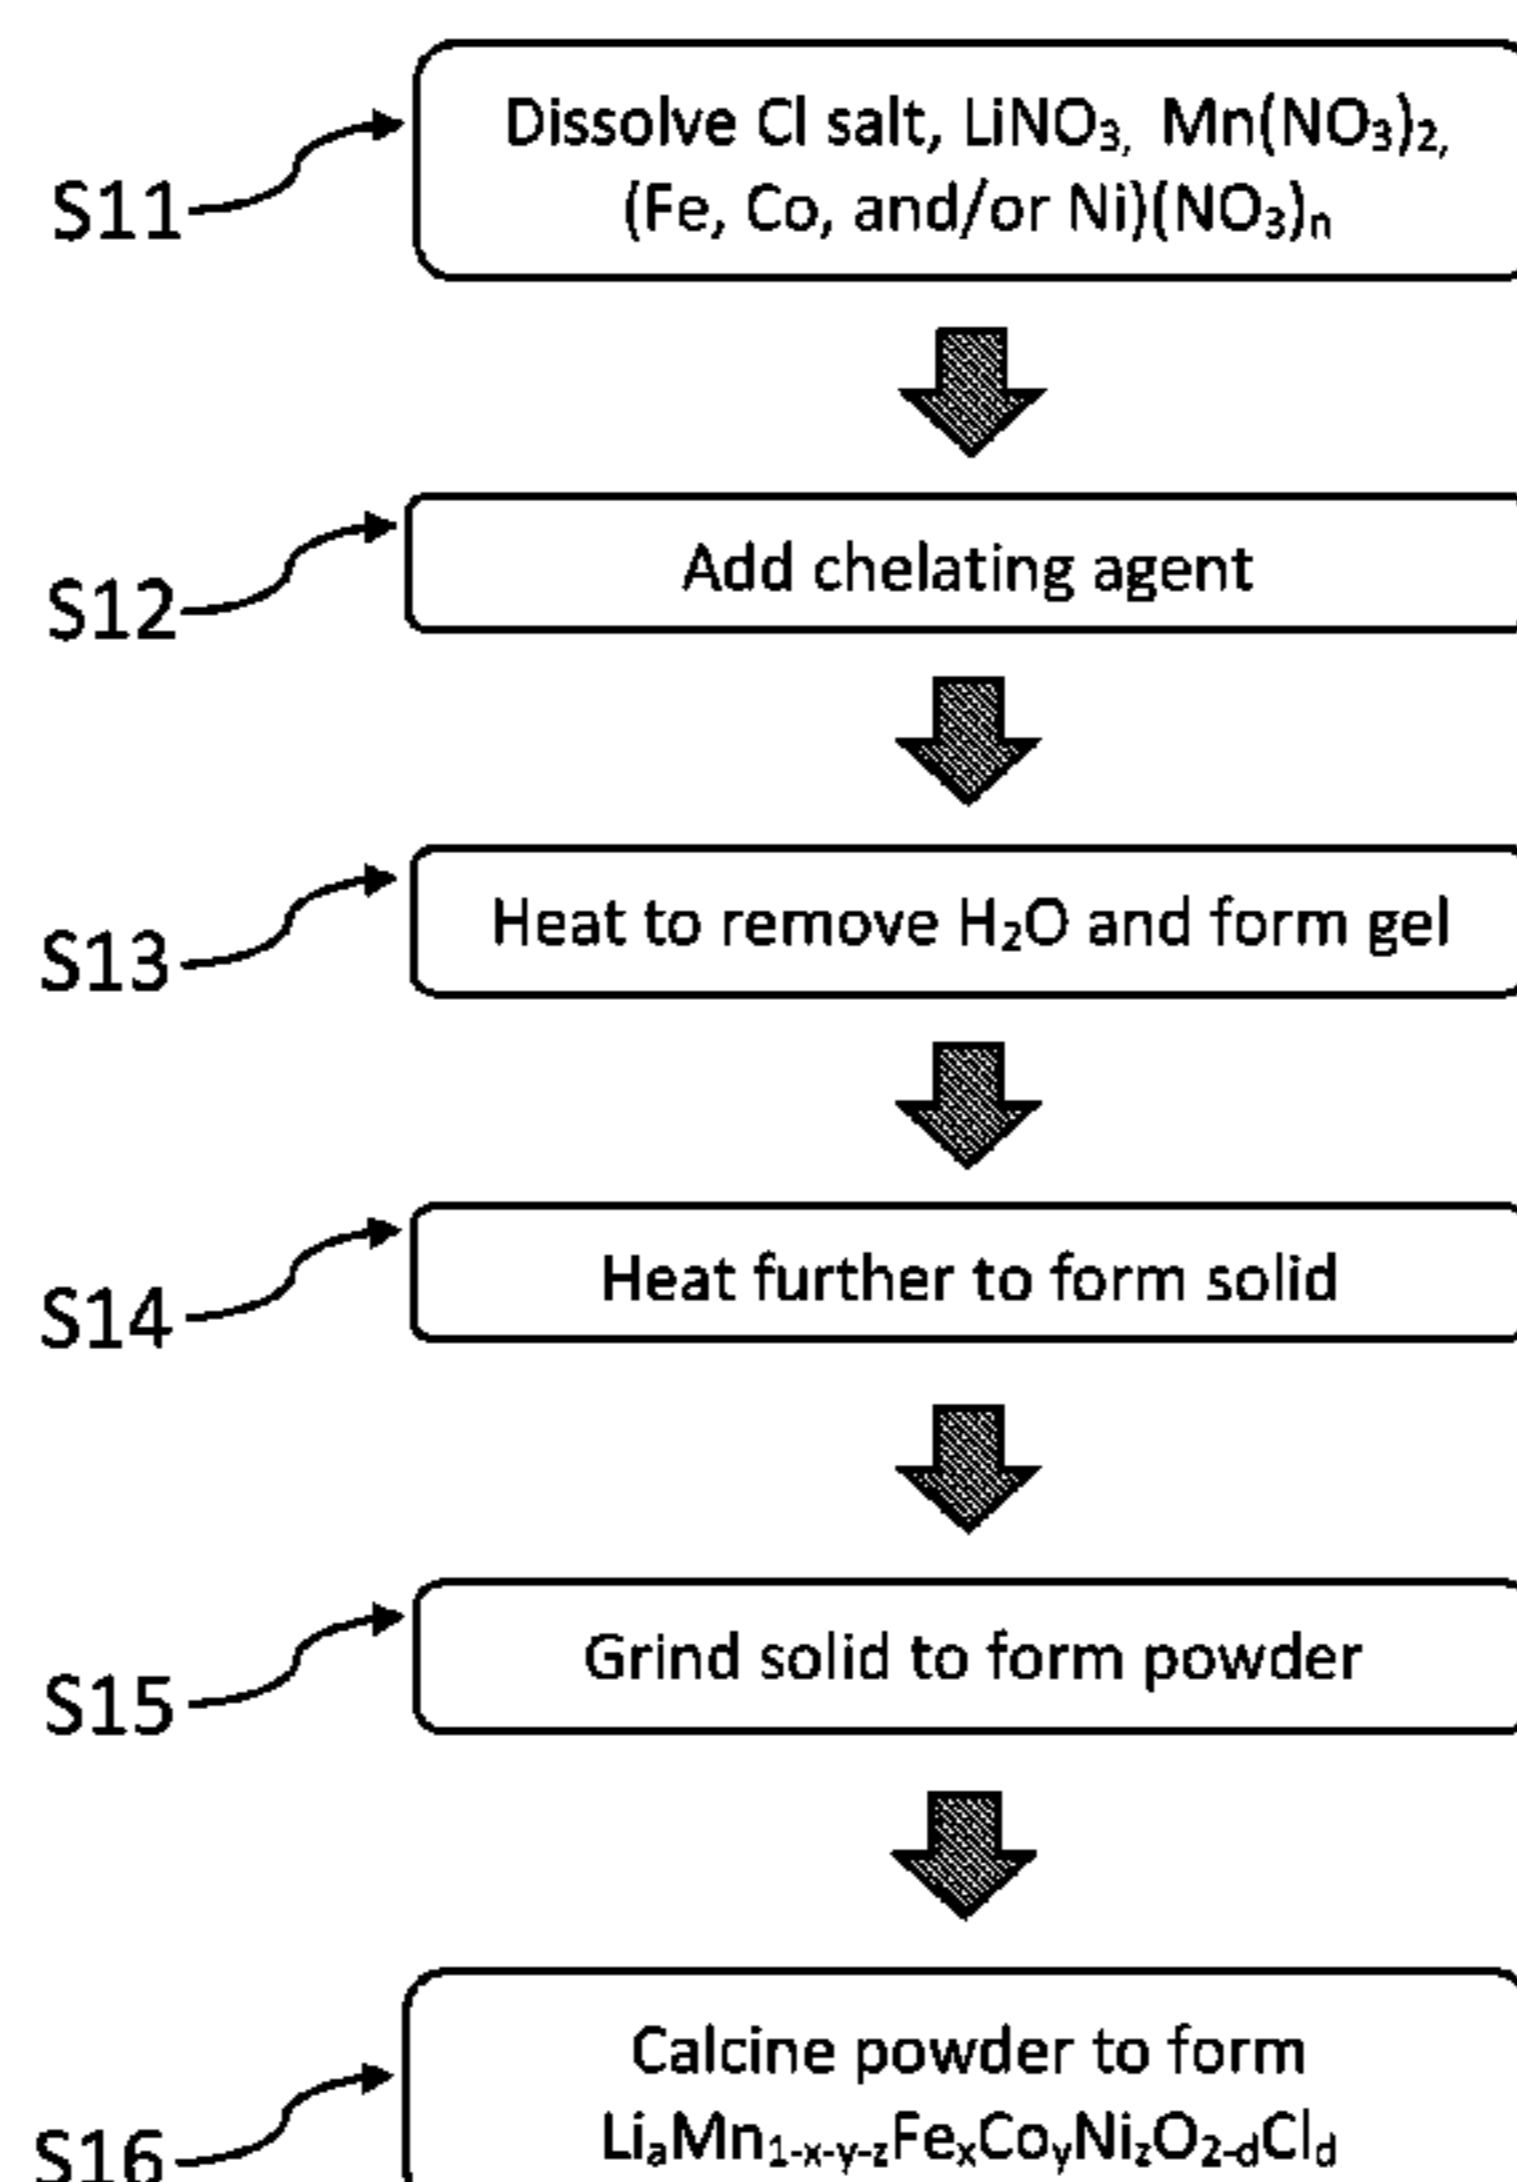 S11
Dissolve Cl salt, LiNO₃, Mn(NO₃)₂,
(Fe, Co, and/or Ni)(NO₃)ₙ
S12
Add chelating agent
S13
Heat to remove H₂O and form gel
S14
Heat further to form solid
S15
Grind solid to form powder
S16
Calcine powder to form
LiₐMn₁₋ₓ₋y₋zFeₓCoyNizO₂₋dCld